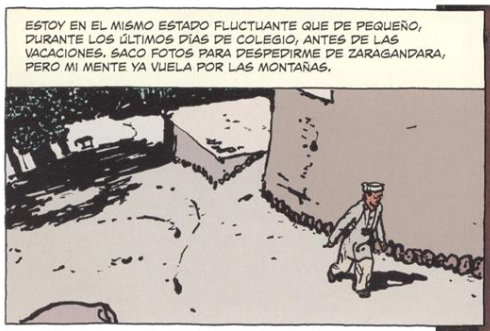 ESTOY EN EL MISMO ESTADO FLUCTUANTE QUE DE PEQUEÑO,
DURANTE LOS ÚLTIMOS DÍAS DE COLEGIO, ANTES DE LAS
VACACIONES. SACO FOTOS PARA DESPEDIRME DE ZARAGANDARA,
PERO MI MENTE YA VUELA POR LAS MONTAÑAS.